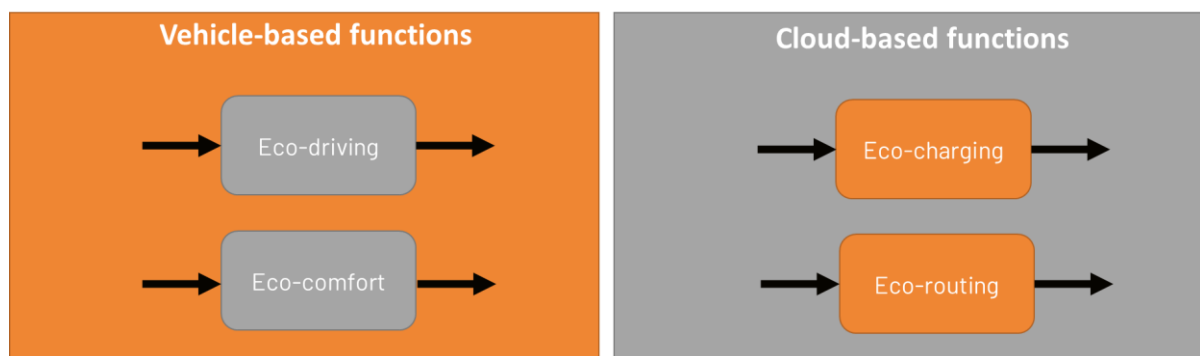 Vehicle-based functions
Eco-driving
Eco-comfort
Cloud-based functions
Eco-charging
Eco-routing